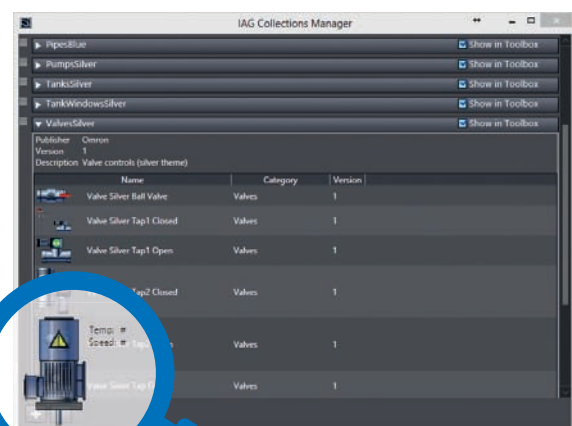 IAG Collections Manager
PipesBlue Show in Toolbox
PumpsSilver Show in Toolbox
TanksSilver Show in Toolbox
TankWindowsSilver Show in Toolbox
ValvesSilver Show in Toolbox
Publisher Omron
Version 1
Description Valve controls (silver theme)
Name Category Version
Valve Silver Ball Valve Valves 1
Valve Silver Tap1 Closed Valves 1
Valve Silver Tap1 Open Valves 1
Tap2 Closed Valves 1
Temp: #
Speed: #
Valves 1
Valve Silver Tap Valves 1